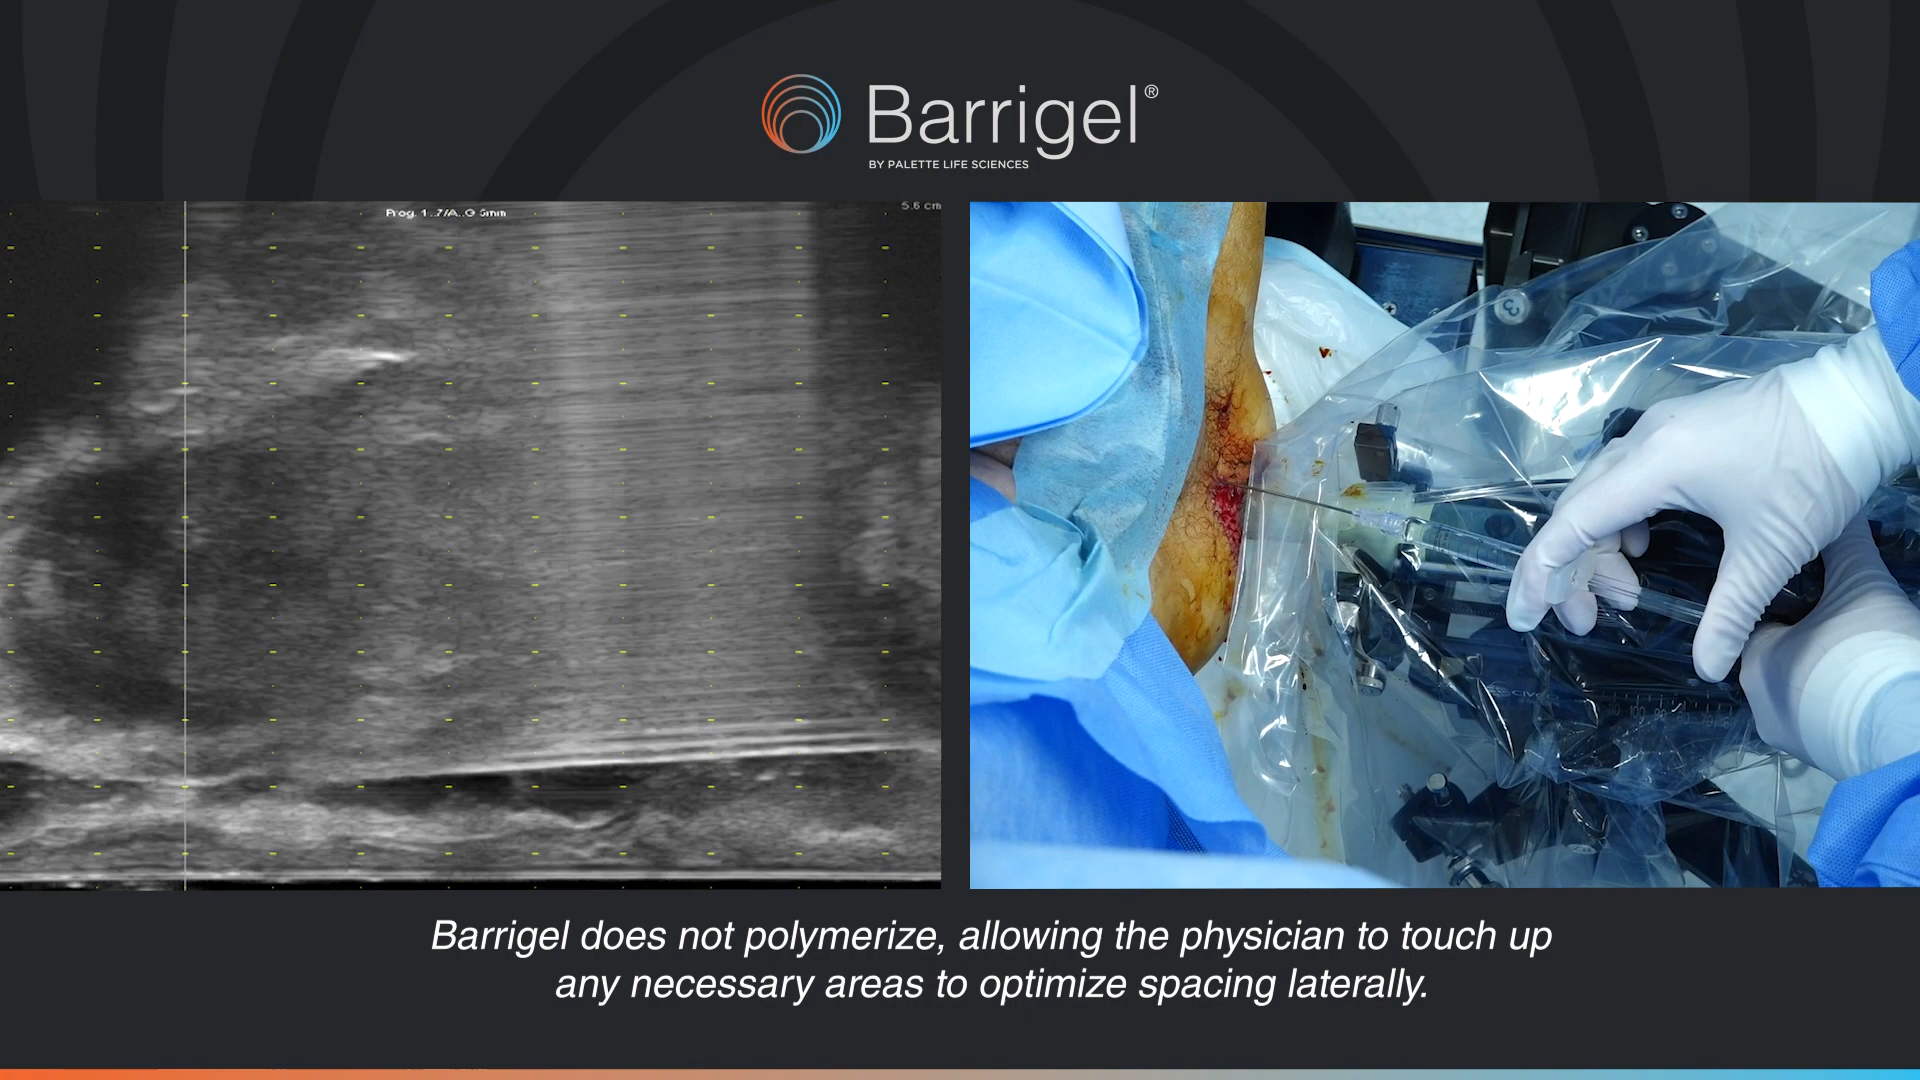 Barrigel®
BY PALETTE LIFE SCIENCES
5.6 cm
Barrigel does not polymerize, allowing the physician to touch up
any necessary areas to optimize spacing laterally.